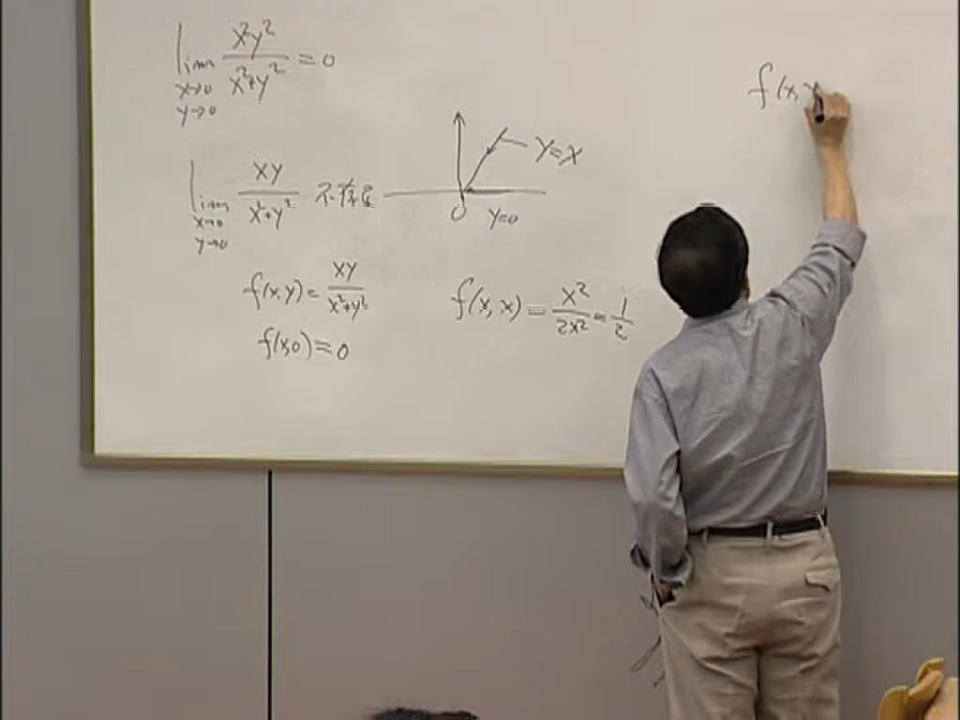 lim x²y²/x²+y² = 0
x→0
y→0
lim xy/x²+y² 不存在
x→0
y→0
Y=X
O Y=0
f(x,y) = xy/x²+y²
f(x,0) = 0
f(x,x) = x²/2x² = 1/2
f(x,y